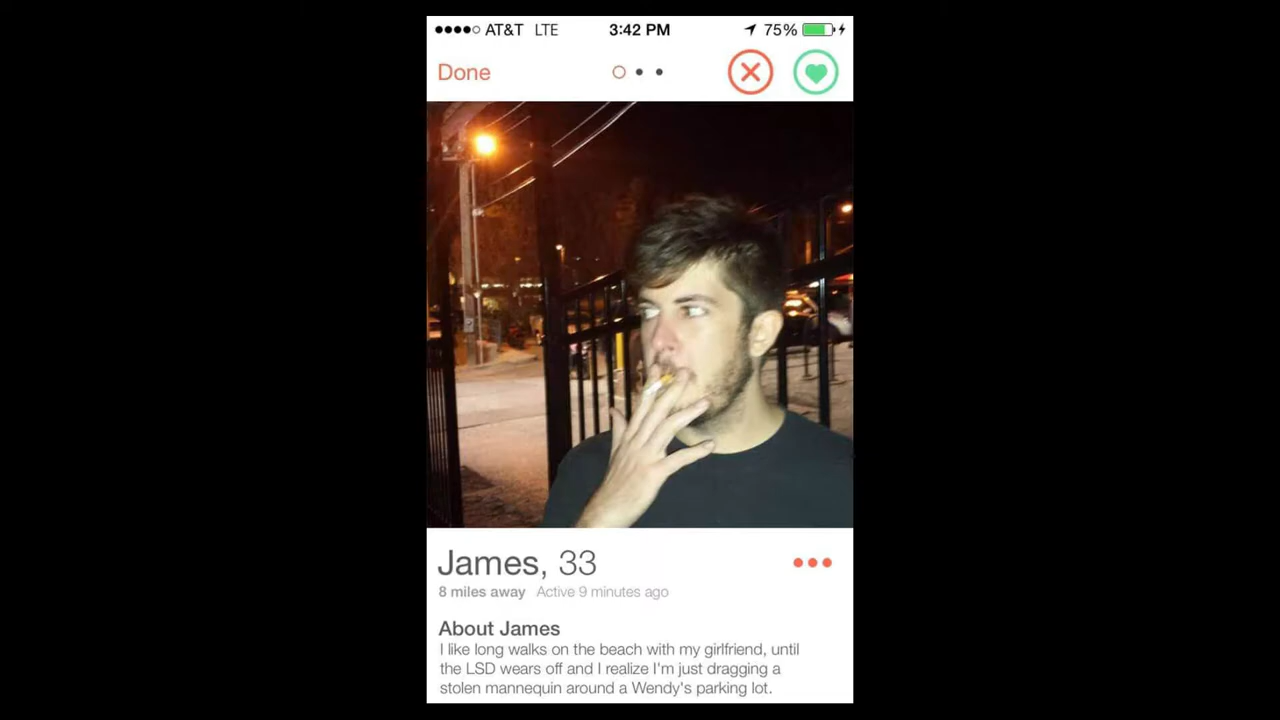 AT&T LTE 3:42 PM 75%
Done
James, 33
8 miles away Active 9 minutes ago
About James
I like long walks on the beach with my girlfriend, until
the LSD wears off and I realize I'm just dragging a
stolen mannequin around a Wendy's parking lot.